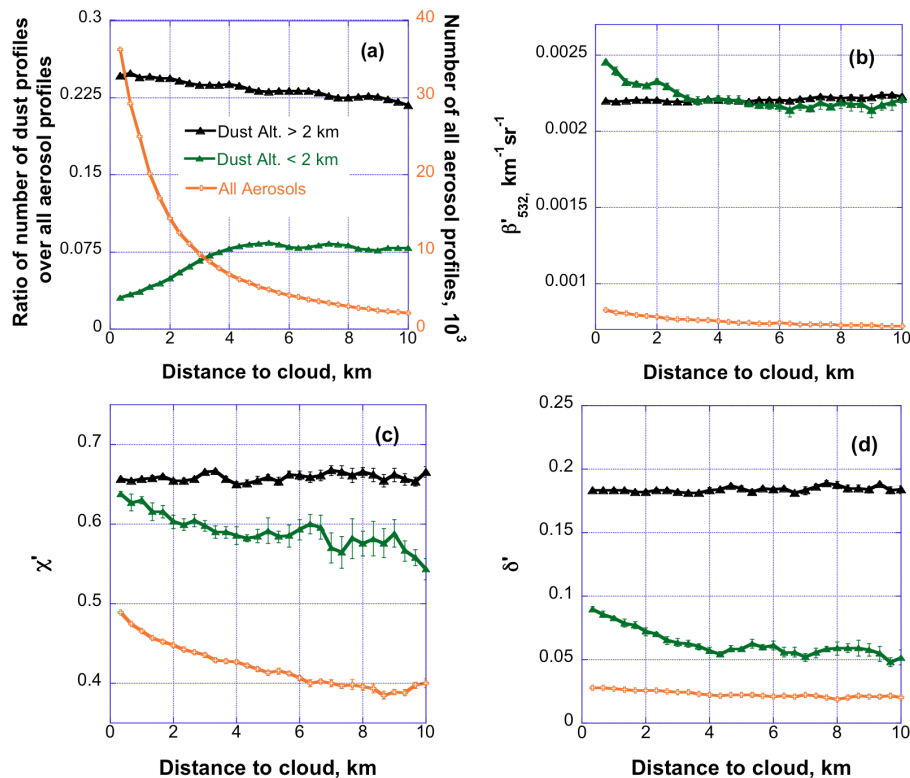 Ratio of number of dust profiles
over all aerosol profiles
0.3
0.225
0.15
0.075
0
(a)
Dust Alt. > 2 km
Dust Alt. < 2 km
All Aerosols
40
30
20
10
0
Number of all aerosol profiles, 10³
0 2 4 6 8 10
Distance to cloud, km
β'532, km⁻¹sr⁻¹
0.0025
0.002
0.0015
0.001
(b)
0 2 4 6 8 10
Distance to cloud, km
χ'
0.7
0.6
0.5
0.4
(c)
0 2 4 6 8 10
Distance to cloud, km
δ'
0.25
0.2
0.15
0.1
0.05
0
(d)
0 2 4 6 8 10
Distance to cloud, km